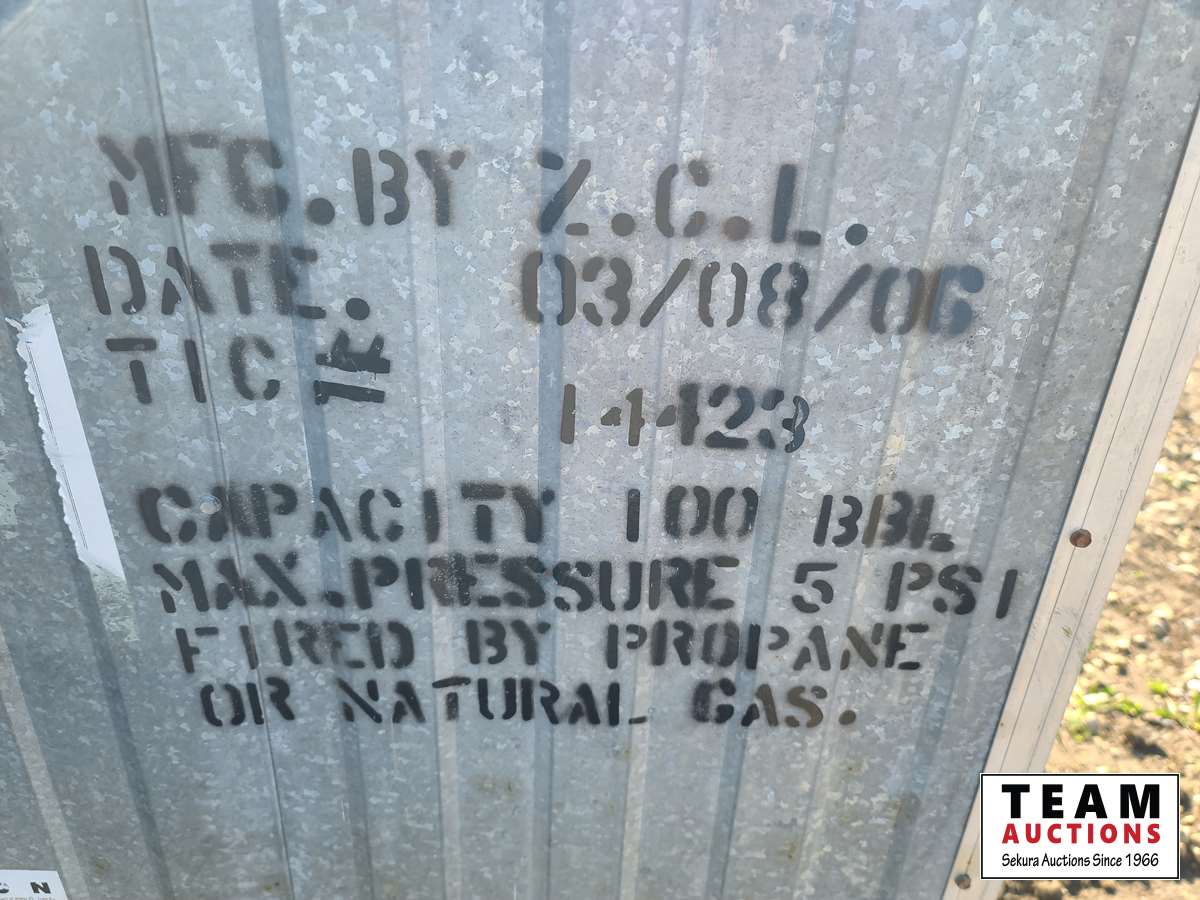 MFG. BY Z.C.L.
DATE. 03/08/06
TIC # 14423
CAPACITY 100 BBL
MAX. PRESSURE 5 PSI
FIRED BY PROPANE
OR NATURAL GAS.
TEAM
AUCTIONS
Sekura Auctions Since 1966